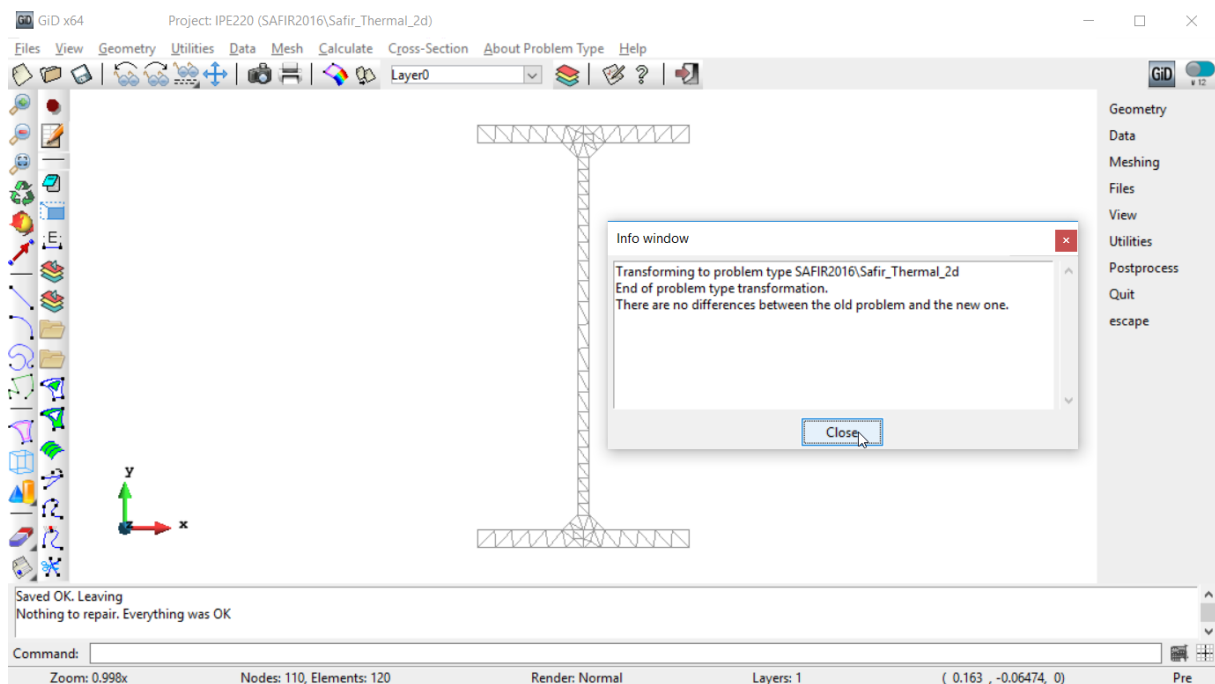 GiD GiD x64 Project: IPE220 (SAFIR2016\Safir_Thermal_2d)
Files View Geometry Utilities Data Mesh Calculate Cross-Section About Problem Type Help
Layer0 GiD v 12
Geometry
Data
Meshing
Files
View
Utilities
Postprocess
Quit
escape
Info window
Transforming to problem type SAFIR2016\Safir_Thermal_2d
End of problem type transformation.
There are no differences between the old problem and the new one.
Close
.E.
y
z x
Saved OK. Leaving
Nothing to repair. Everything was OK
Command:
Zoom: 0.998x Nodes: 110, Elements: 120 Render: Normal Layers: 1 ( 0.163 , -0.06474, 0) Pre